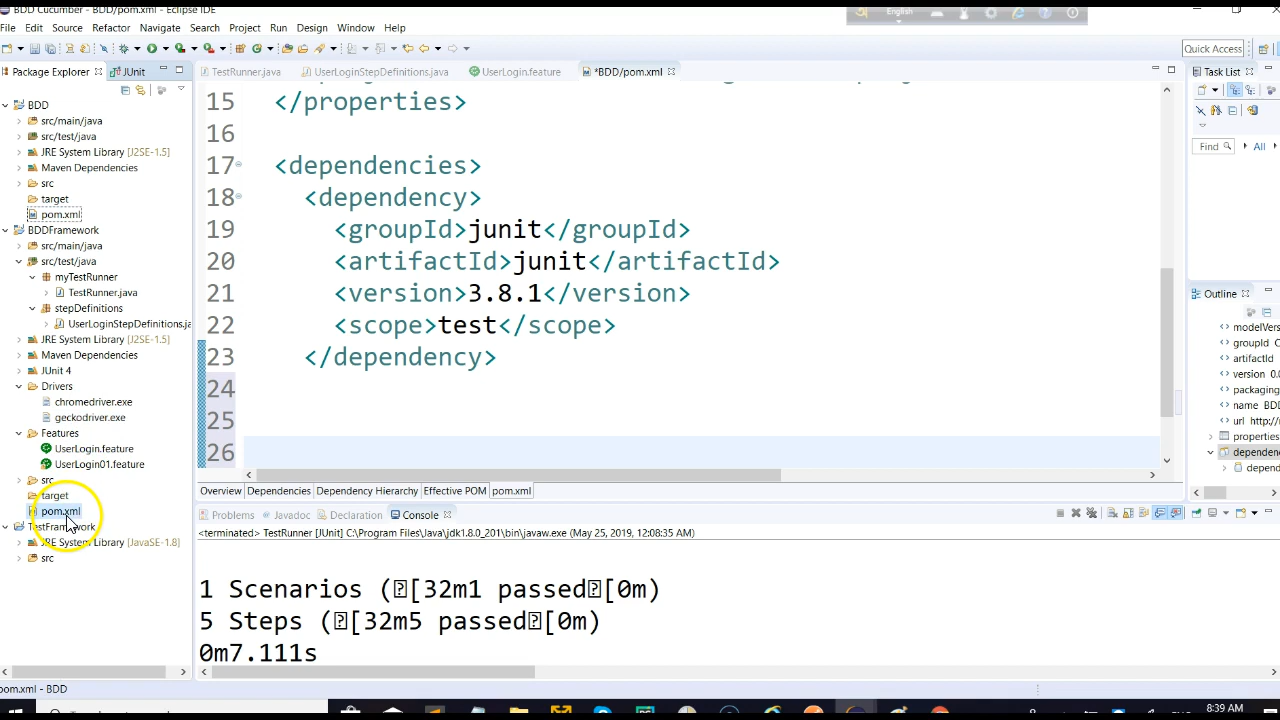 BDD Cucumber - BDD/pom.xml - Eclipse IDE
English
File Edit Source Refactor Navigate Search Project Run Design Window Help
Quick Access
Package Explorer JUnit
TestRunner.java UserLoginStepDefinitions.java UserLogin.feature *BDD/pom.xml
Task List
BDD
src/main/java
src/test/java
JRE System Library [J2SE-1.5]
Maven Dependencies
src
target
pom.xml
BDDFramework
src/main/java
src/test/java
myTestRunner
TestRunner.java
stepDefinitions
UserLoginStepDefinitions.ja
JRE System Library [J2SE-1.5]
Maven Dependencies
JUnit 4
Drivers
chromedriver.exe
geckodriver.exe
Features
UserLogin.feature
UserLogin01.feature
src
target
pom.xml
TestFramework
JRE System Library [JavaSE-1.8]
src
15 </properties>
16
17 <dependencies>
18 <dependency>
19 <groupId>junit</groupId>
20 <artifactId>junit</artifactId>
21 <version>3.8.1</version>
22 <scope>test</scope>
23 </dependency>
24
25
26
Overview Dependencies Dependency Hierarchy Effective POM pom.xml
Find All
Outline
modelVers
groupId C
artifactId
version 0.0
packaging
name BDD
url http://
properties
dependenc
depend
Problems Javadoc Declaration Console
<terminated> TestRunner [JUnit] C:\Program Files\Java\jdk1.8.0_201\bin\javaw.exe (May 25, 2019, 12:08:35 AM)
1 Scenarios ([32m1 passed[0m)
5 Steps ([32m5 passed[0m)
0m7.111s
pom.xml - BDD
8:39 AM